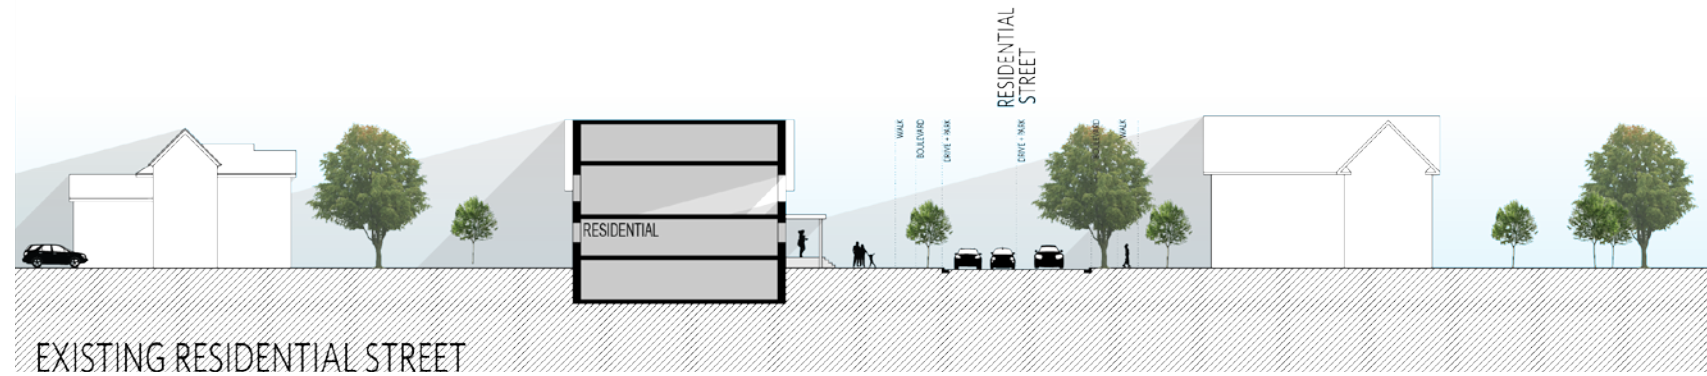 RESIDENTIAL
STREET
WALK
BOULEVARD
DRIVE + PARK
DRIVE + PARK
BOULEVARD
WALK
RESIDENTIAL
EXISTING RESIDENTIAL STREET